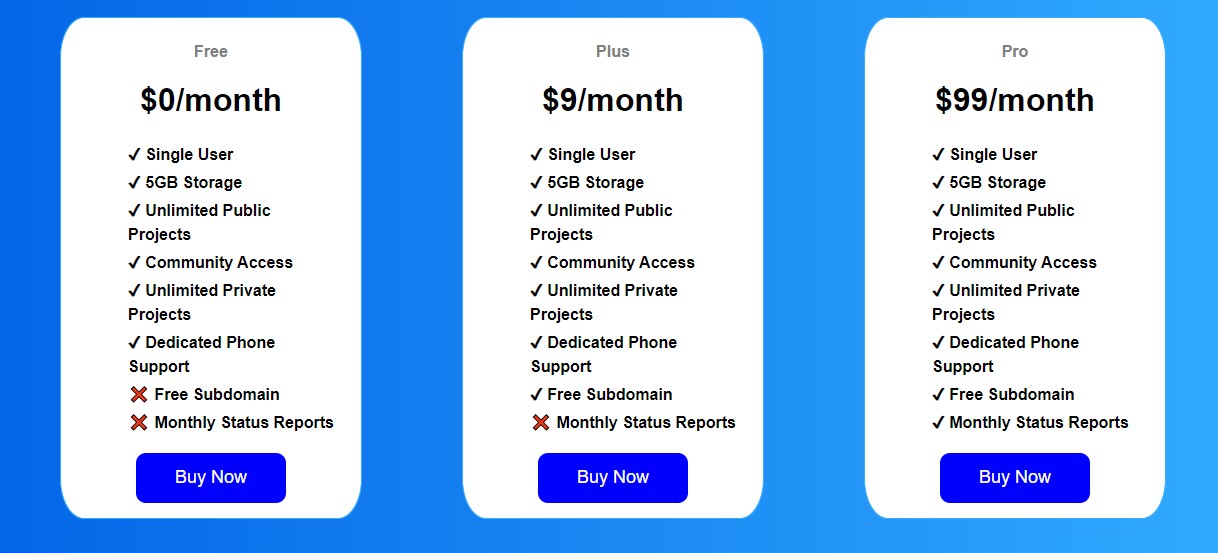 Free
$0/month
✔ Single User
✔ 5GB Storage
✔ Unlimited Public
Projects
✔ Community Access
✔ Unlimited Private
Projects
✔ Dedicated Phone
Support
❌ Free Subdomain
❌ Monthly Status Reports
Buy Now
Plus
$9/month
✔ Single User
✔ 5GB Storage
✔ Unlimited Public
Projects
✔ Community Access
✔ Unlimited Private
Projects
✔ Dedicated Phone
Support
✔ Free Subdomain
❌ Monthly Status Reports
Buy Now
Pro
$99/month
✔ Single User
✔ 5GB Storage
✔ Unlimited Public
Projects
✔ Community Access
✔ Unlimited Private
Projects
✔ Dedicated Phone
Support
✔ Free Subdomain
✔ Monthly Status Reports
Buy Now